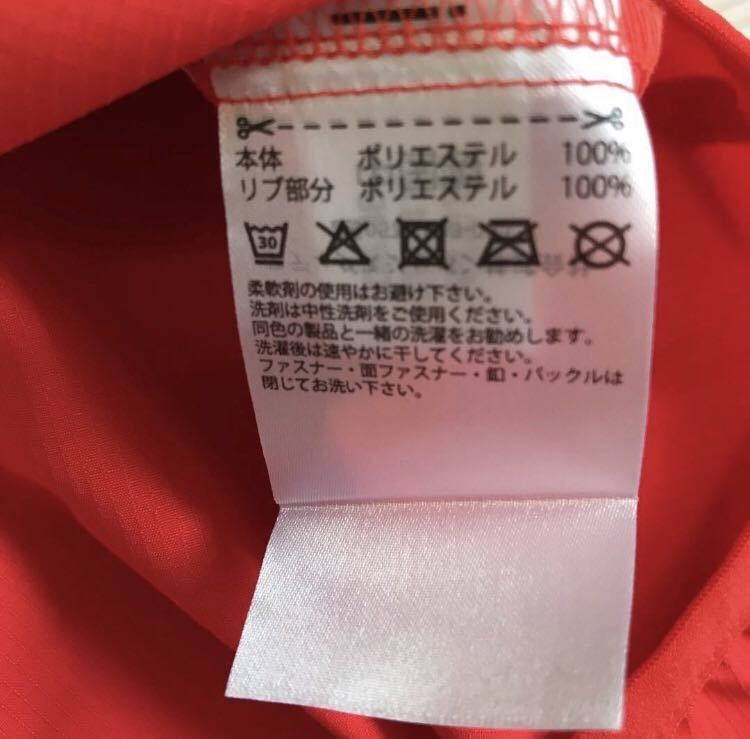 本体 ポリエステル 100%
リブ部分 ポリエステル 100%
30
柔軟剤の使用はお避け下さい。
洗剤は中性洗剤をご使用ください。
同色の製品と一緒の洗濯をお勧めします。
洗濯後は速やかに干してください。
ファスナー・面ファスナー・釦・バックルは
閉じてお洗い下さい。